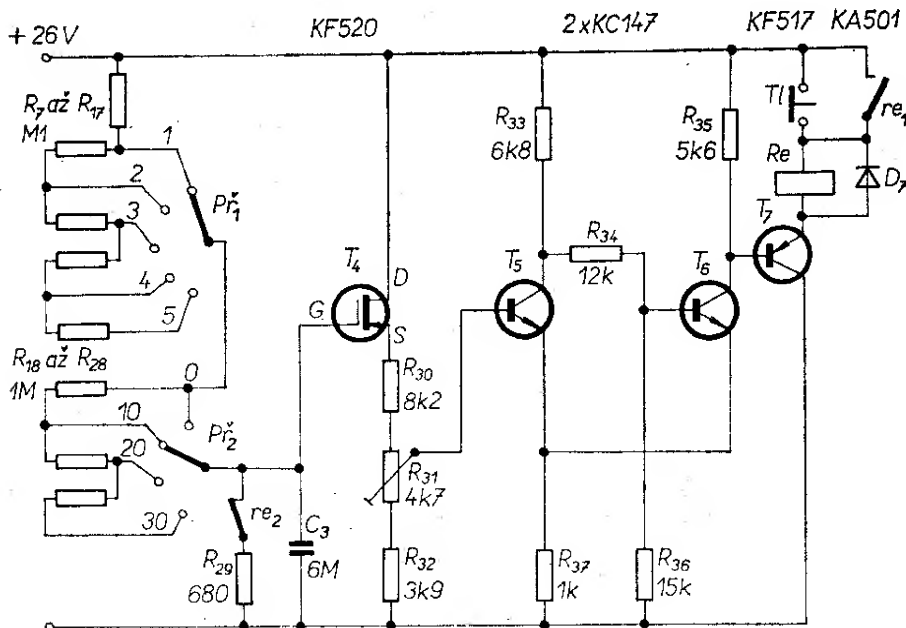 + 26V KF520 2xKC147 KF517 KA501
R7 až R17
M1
1
2
3
4
5
Př1
R18 až R28
1M
0
10
20
30
Př2
re2
R29
680
C3
6M
T4
G
D
S
R30
8k2
R31
4k7
R32
3k9
R33
6k8
T5
R34
12k
R37
1k
R36
15k
R35
5k6
T6
T7
Tl
Re
re1
D7